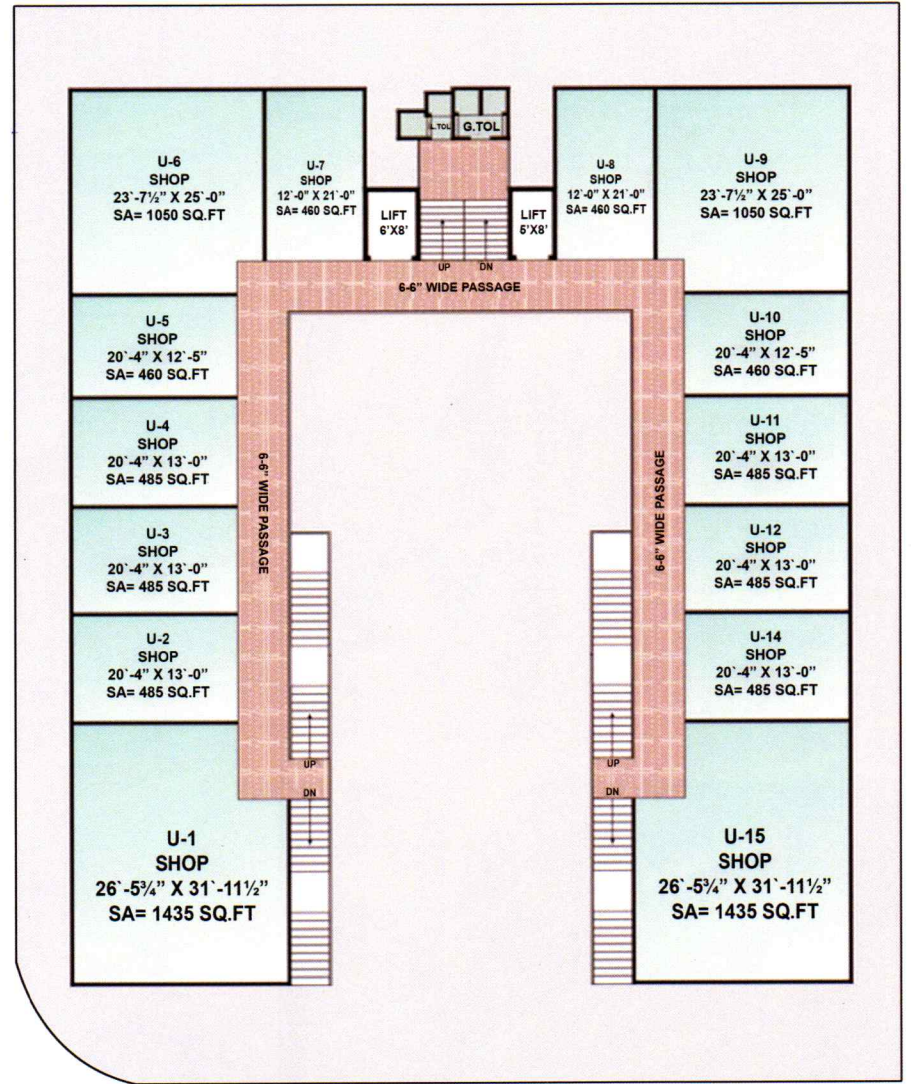 U-6
SHOP
23`-7½” X 25`-0”
SA= 1050 SQ.FT
U-7
SHOP
12`-0” X 21`-0”
SA= 460 SQ.FT
L.TOL
G.TOL
U-8
SHOP
12`-0” X 21`-0”
SA= 460 SQ.FT
U-9
SHOP
23`-7½” X 25`-0”
SA= 1050 SQ.FT
LIFT
6’X8’
LIFT
5’X8’
UP
DN
6-6” WIDE PASSAGE
U-5
SHOP
20`-4” X 12`-5”
SA= 460 SQ.FT
U-10
SHOP
20`-4” X 12`-5”
SA= 460 SQ.FT
U-4
SHOP
20`-4” X 13`-0”
SA= 485 SQ.FT
U-11
SHOP
20`-4” X 13`-0”
SA= 485 SQ.FT
6-6” WIDE PASSAGE
6-6” WIDE PASSAGE
U-3
SHOP
20`-4” X 13`-0”
SA= 485 SQ.FT
U-12
SHOP
20`-4” X 13`-0”
SA= 485 SQ.FT
U-2
SHOP
20`-4” X 13`-0”
SA= 485 SQ.FT
U-14
SHOP
20`-4” X 13`-0”
SA= 485 SQ.FT
UP
DN
UP
DN
U-1
SHOP
26`-5¾” X 31`-11½”
SA= 1435 SQ.FT
U-15
SHOP
26`-5¾” X 31`-11½”
SA= 1435 SQ.FT